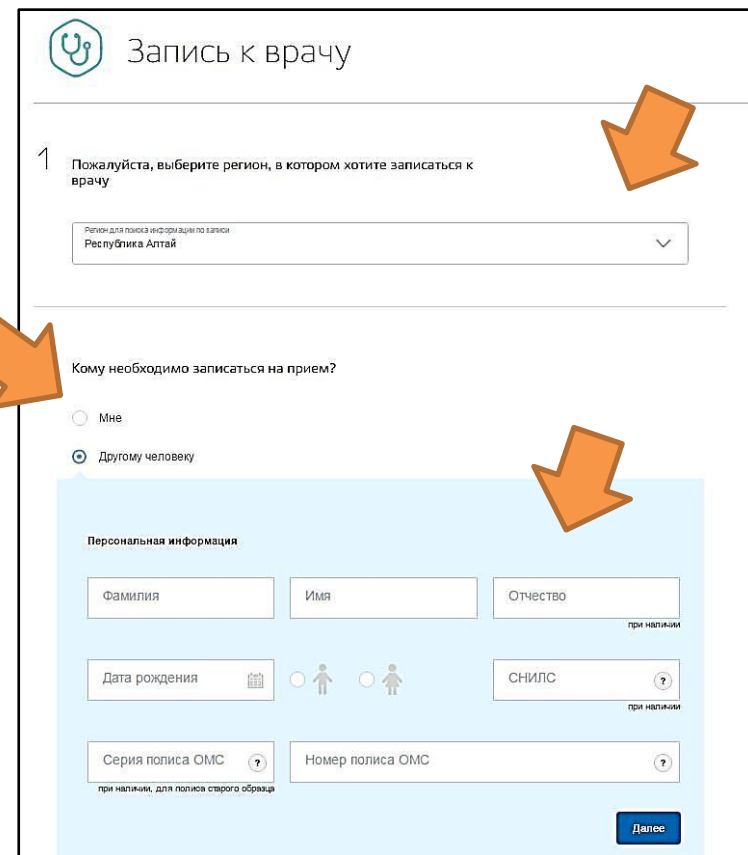 Запись к врачу
1
Пожалуйста, выберите регион, в котором хотите записаться к
врачу
Регион для поиска информации по записи
Республика Алтай
Кому необходимо записаться на прием?
Мне
Другому человеку
Персональная информация
Фамилия
Имя
Отчество
при наличии
Дата рождения
СНИЛС
?
при наличии
Серия полиса ОМС
?
Номер полиса ОМС
?
при наличии, для полиса старого образца
Далее